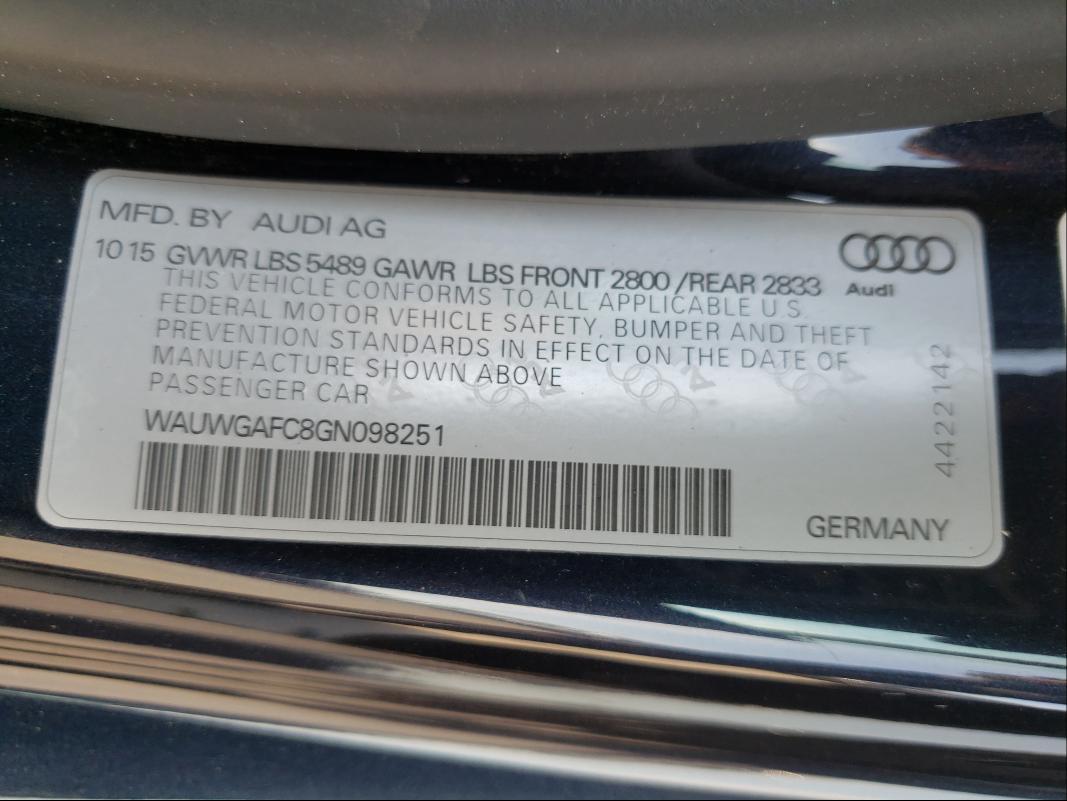 MFD. BY AUDI AG
10 15 GVWR LBS 5489 GAWR LBS FRONT 2800 /REAR 2833
Audi
THIS VEHICLE CONFORMS TO ALL APPLICABLE U.S.
FEDERAL MOTOR VEHICLE SAFETY, BUMPER AND THEFT
PREVENTION STANDARDS IN EFFECT ON THE DATE OF
MANUFACTURE SHOWN ABOVE
PASSENGER CAR
WAUWGAFC8GN098251
44221142
GERMANY